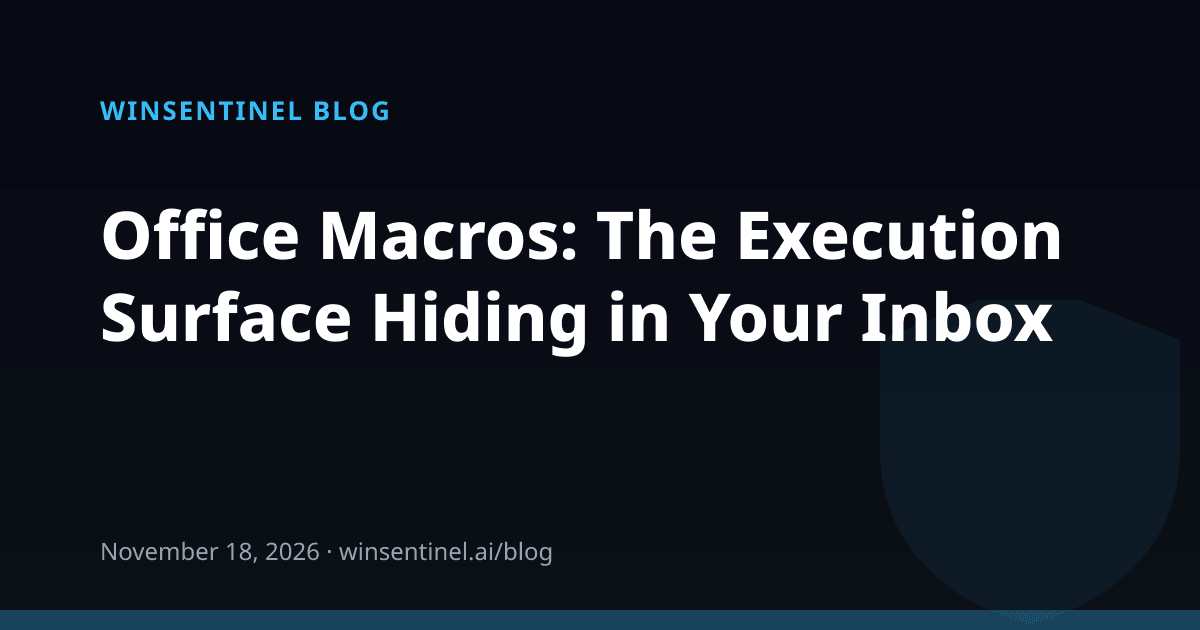 WINSENTINEL BLOG
Office Macros: The Execution
Surface Hiding in Your Inbox
November 18, 2026 · winsentinel.ai/blog